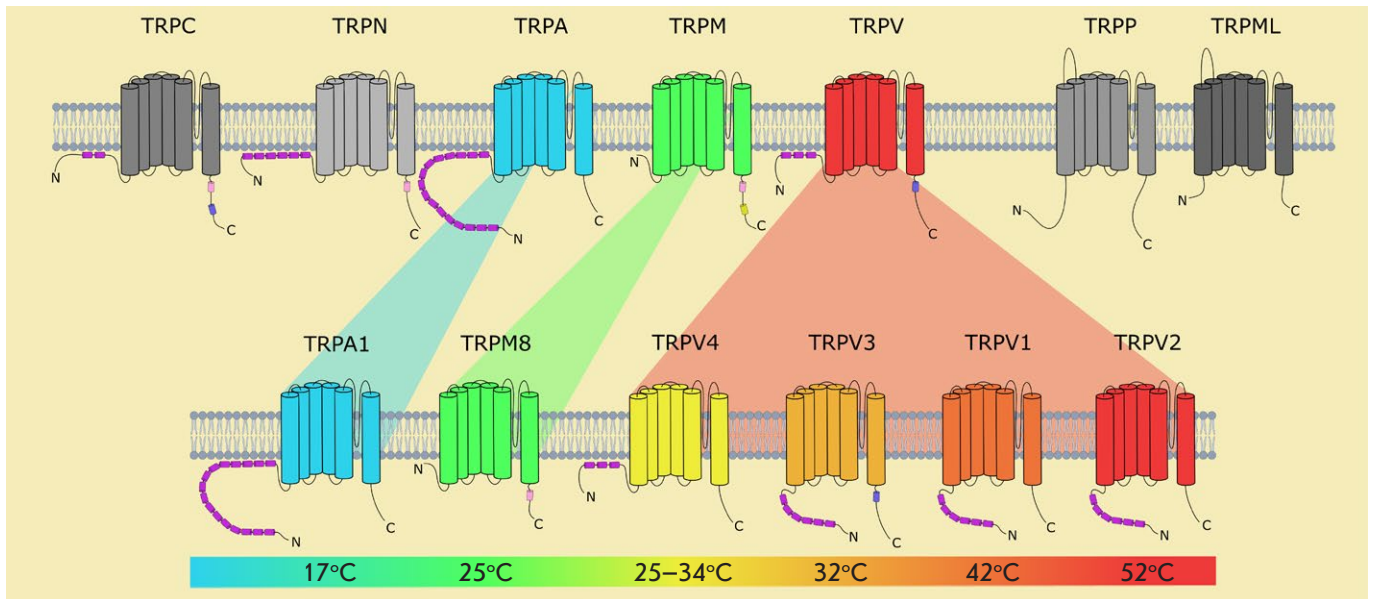 TRPC TRPN TRPA TRPM TRPV TRPP TRPML
N C N C N C N C N C N C N C
TRPA1 TRPM8 TRPV4 TRPV3 TRPV1 TRPV2
N C N C N C N C N C N C
17°C 25°C 25–34°C 32°C 42°C 52°C